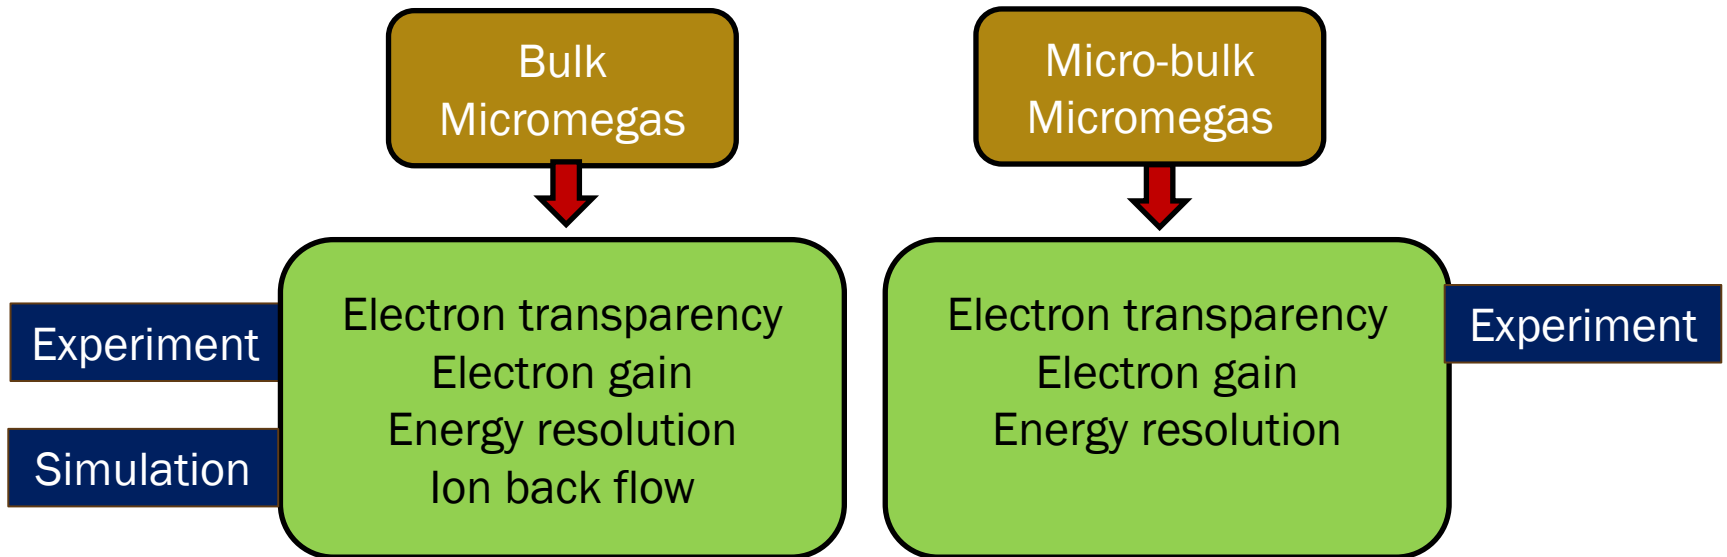 Bulk
Micromegas
Micro-bulk
Micromegas
Experiment
Simulation
Electron transparency
Electron gain
Energy resolution
Ion back flow
Electron transparency
Electron gain
Energy resolution
Experiment